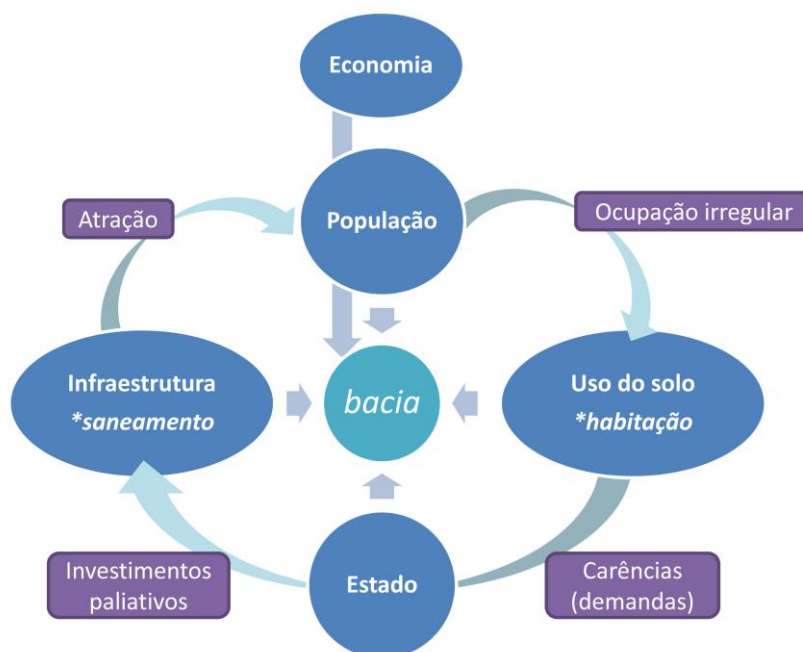 Economia
População
Atração
Ocupação irregular
Infraestrutura
*saneamento
bacia
Uso do solo
*habitação
Investimentos
paliativos
Estado
Carências
(demandas)